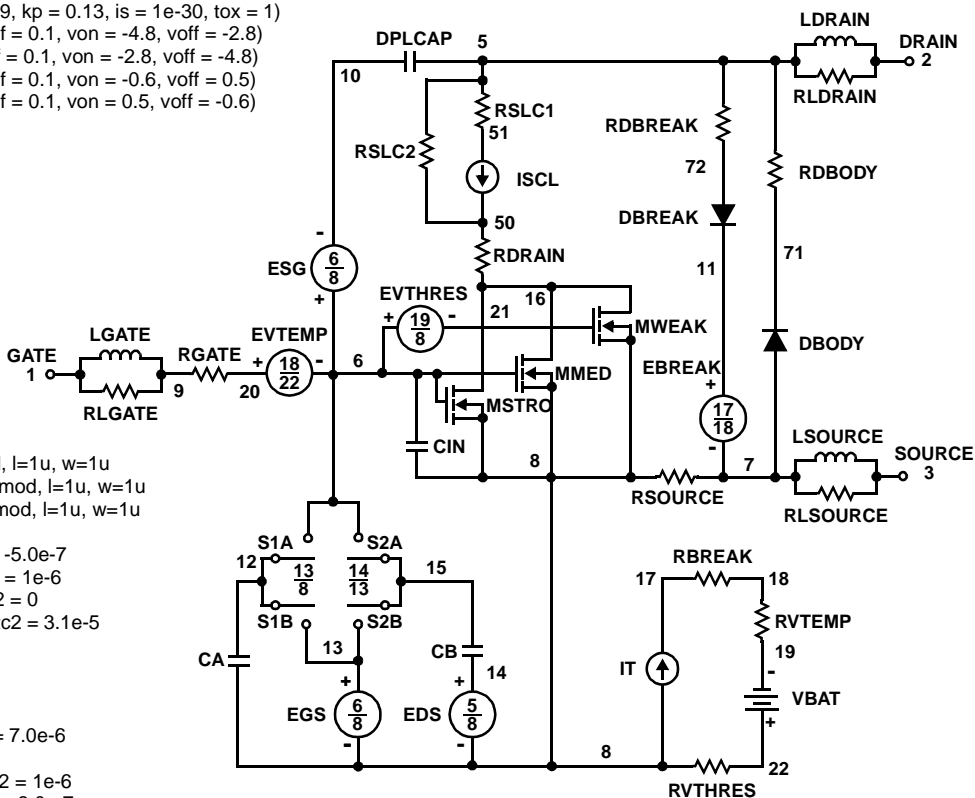 9, kp = 0.13, is = 1e-30, tox = 1)
f = 0.1, von = -4.8, voff = -2.8)
= 0.1, von = -2.8, voff = -4.8)
f = 0.1, von = -0.6, voff = 0.5)
f = 0.1, von = 0.5, voff = -0.6)
LDRAIN
DPLCAP
5
DRAIN
2
10
RLDRAIN
RSLC1
51
RDBREAK
RSLC2
72
RDBODY
ISCL
DBREAK
50
RDRAIN
71
-
ESG
6
8
+
11
EVTHRES
16
21
+
19
8
-
MWEAK
LGATE
EVTEMP
GATE
1
RGATE
+
18
22
-
6
MMED
EBREAK
+
DBODY
9
20
RLGATE
MSTRO
17
18
-
CIN
LSOURCE
8
7
SOURCE
3
RSOURCE
RLSOURCE
, l=1u, w=1u
mod, l=1u, w=1u
mod, l=1u, w=1u
-5.0e-7
= 1e-6
2 = 0
c2 = 3.1e-5
S1A
S2A
12
13
8
14
13
15
S1B
S2B
RBREAK
17
18
RVTEMP
13
CB
19
CA
14
IT
-
VBAT
+
+
EGS
6
8
-
+
EDS
5
8
-
= 7.0e-6
8
22
2 = 1e-6
RVTHRES